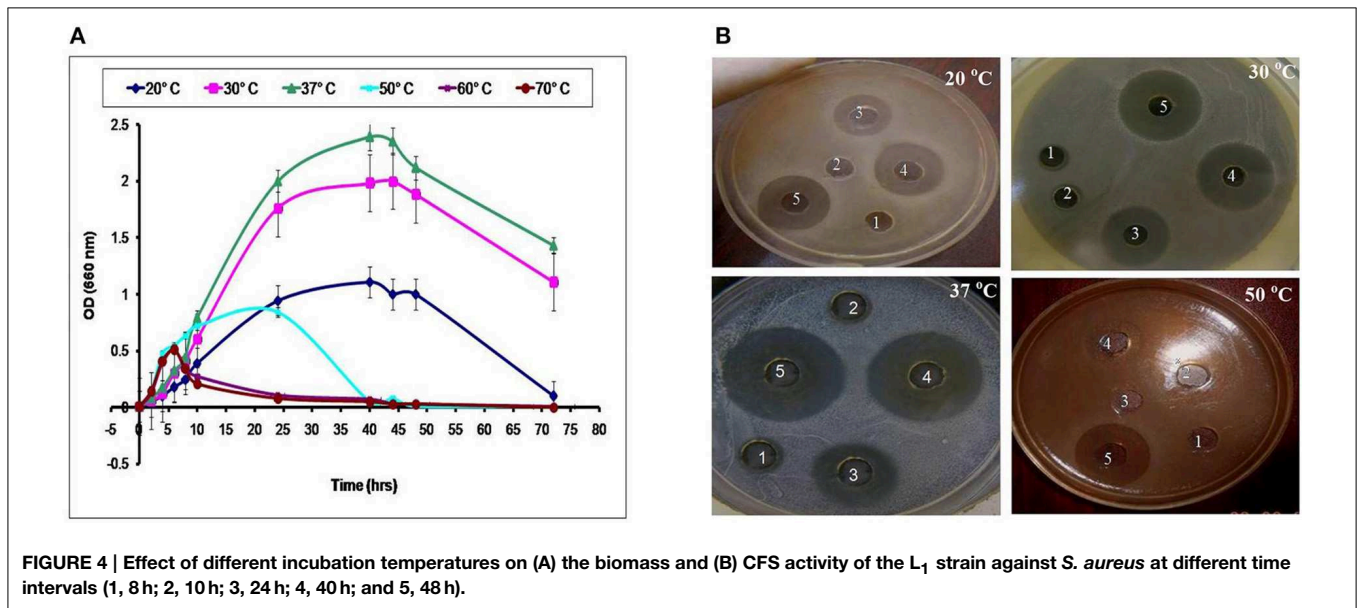 A
20° C 30° C 37° C 50° C 60° C 70° C
2.5
2
1.5
1
0.5
0
-0.5
-5 0 5 10 15 20 25 30 35 40 45 50 55 60 65 70 75 80
OD (660 nm)
Time (hrs)
B
20 °C
3
2
4
5
1
30 °C
5
1
4
2
3
37 °C
2
5
4
1
3
50 °C
4
2
3
1
5
FIGURE 4 | Effect of different incubation temperatures on (A) the biomass and (B) CFS activity of the L1 strain against S. aureus at different time
intervals (1, 8 h; 2, 10 h; 3, 24 h; 4, 40 h; and 5, 48 h).